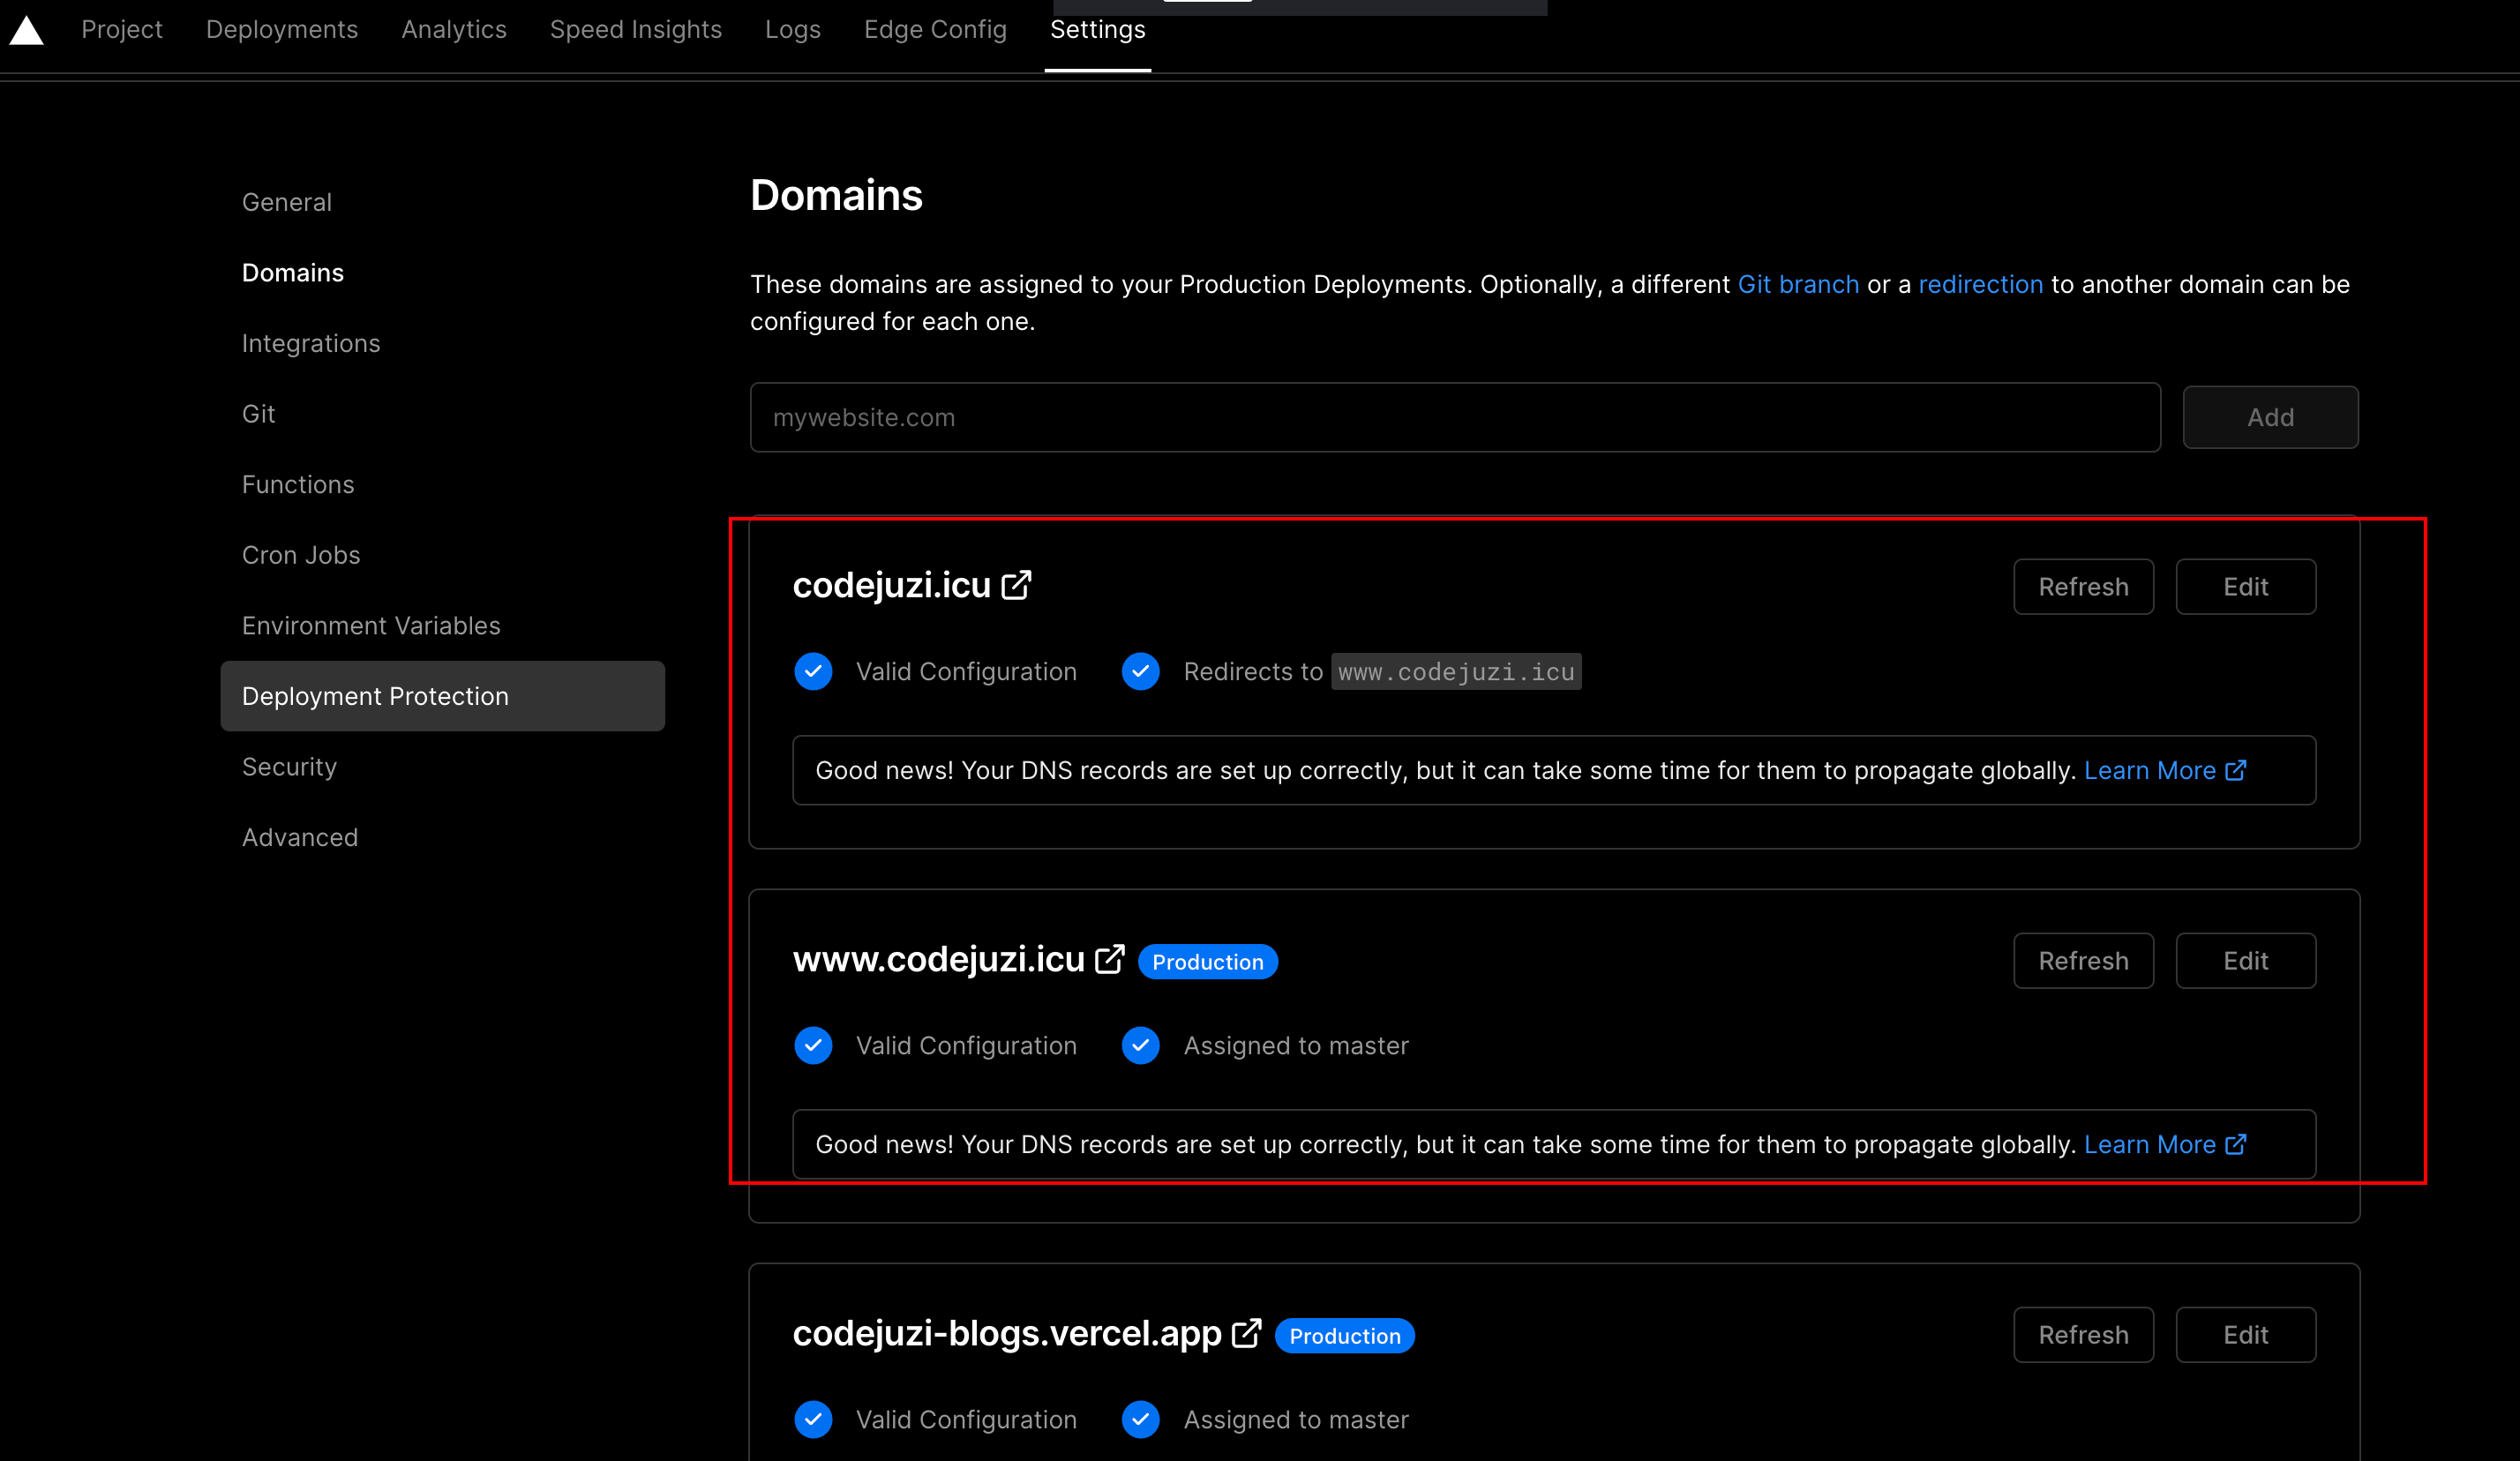 Project Deployments Analytics Speed Insights Logs Edge Config Settings
General
Domains
Integrations
Git
Functions
Cron Jobs
Environment Variables
Deployment Protection
Security
Advanced
Domains
These domains are assigned to your Production Deployments. Optionally, a different Git branch or a redirection to another domain can be
configured for each one.
mywebsite.com Add
codejuzi.icu Refresh Edit
Valid Configuration Redirects to www.codejuzi.icu
Good news! Your DNS records are set up correctly, but it can take some time for them to propagate globally. Learn More
www.codejuzi.icu Production Refresh Edit
Valid Configuration Assigned to master
Good news! Your DNS records are set up correctly, but it can take some time for them to propagate globally. Learn More
codejuzi-blogs.vercel.app Production Refresh Edit
Valid Configuration Assigned to master